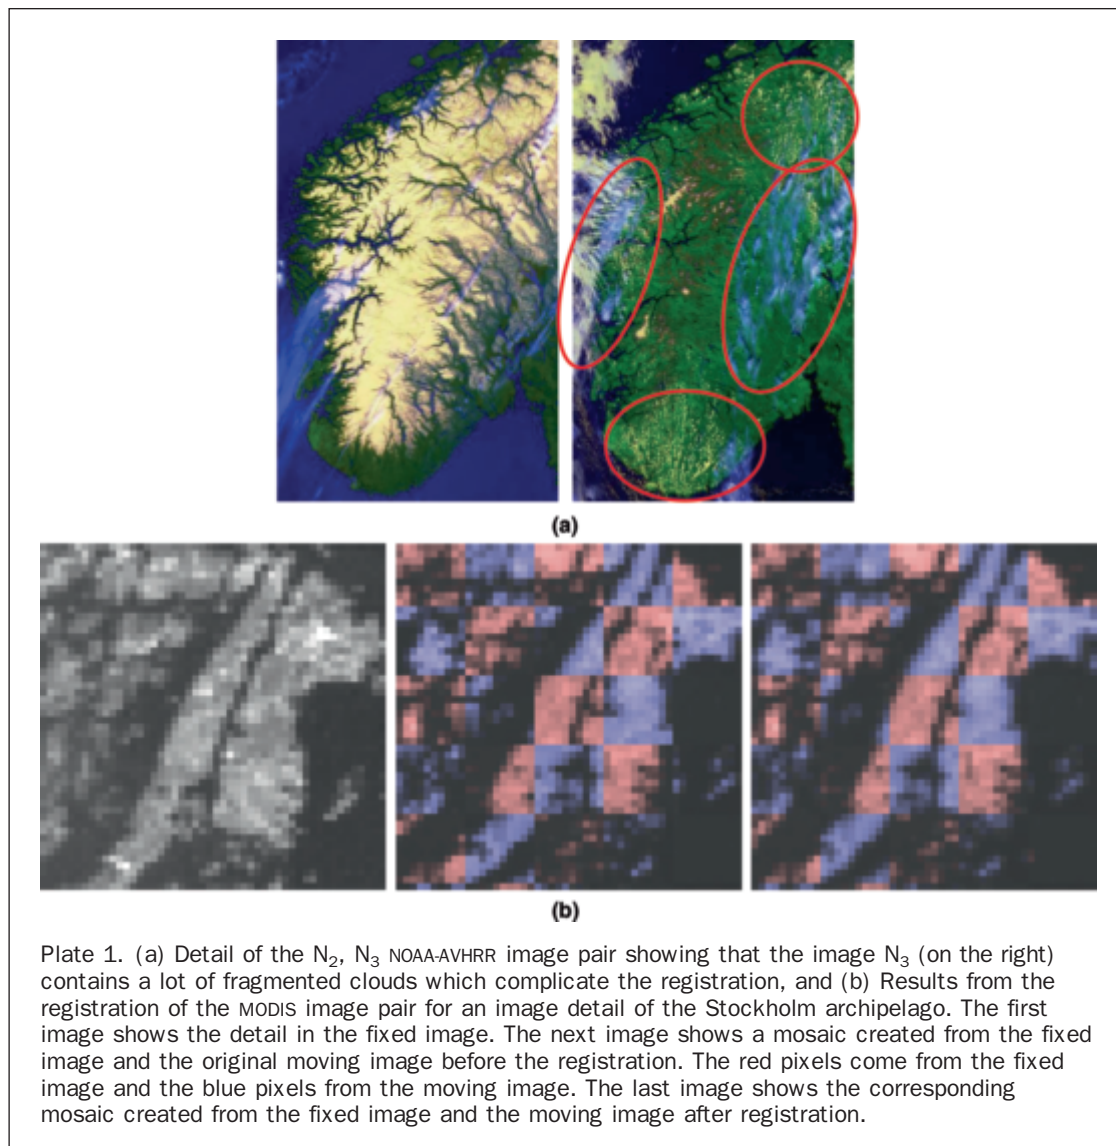 (a)
(b)
Plate 1. (a) Detail of the N₂, N₃ NOAA-AVHRR image pair showing that the image N₃ (on the right)
contains a lot of fragmented clouds which complicate the registration, and (b) Results from the
registration of the MODIS image pair for an image detail of the Stockholm archipelago. The first
image shows the detail in the fixed image. The next image shows a mosaic created from the fixed
image and the original moving image before the registration. The red pixels come from the fixed
image and the blue pixels from the moving image. The last image shows the corresponding
mosaic created from the fixed image and the moving image after registration.